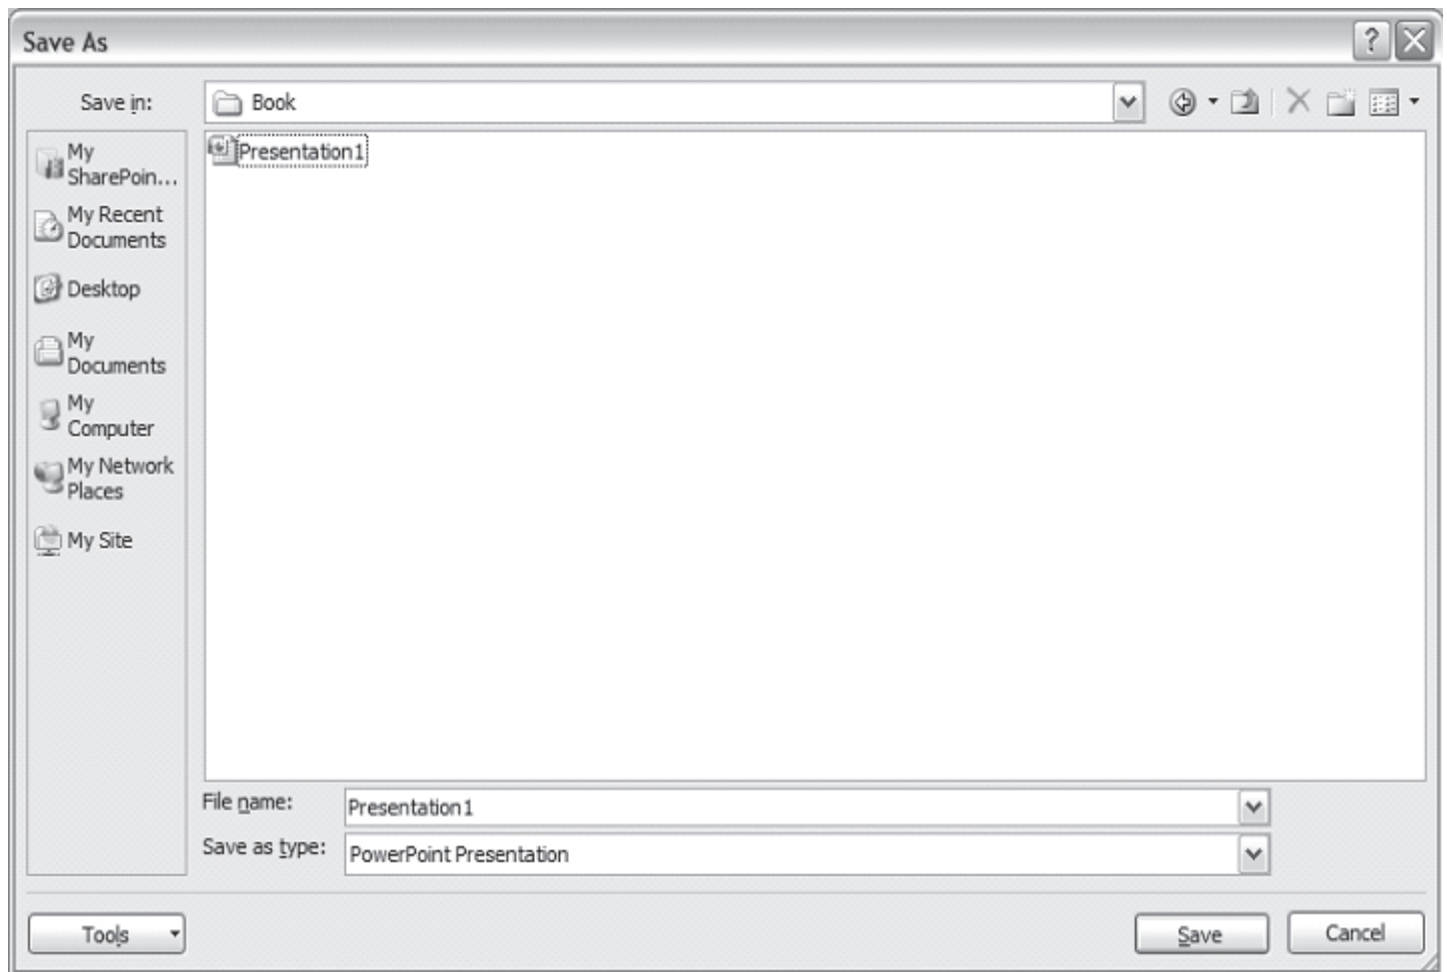 Save As
Save in:
Book
My
SharePoin...
My Recent
Documents
Desktop
My
Documents
My
Computer
My Network
Places
My Site
Presentation1
File name:
Presentation1
Save as type:
PowerPoint Presentation
Tools
Save
Cancel